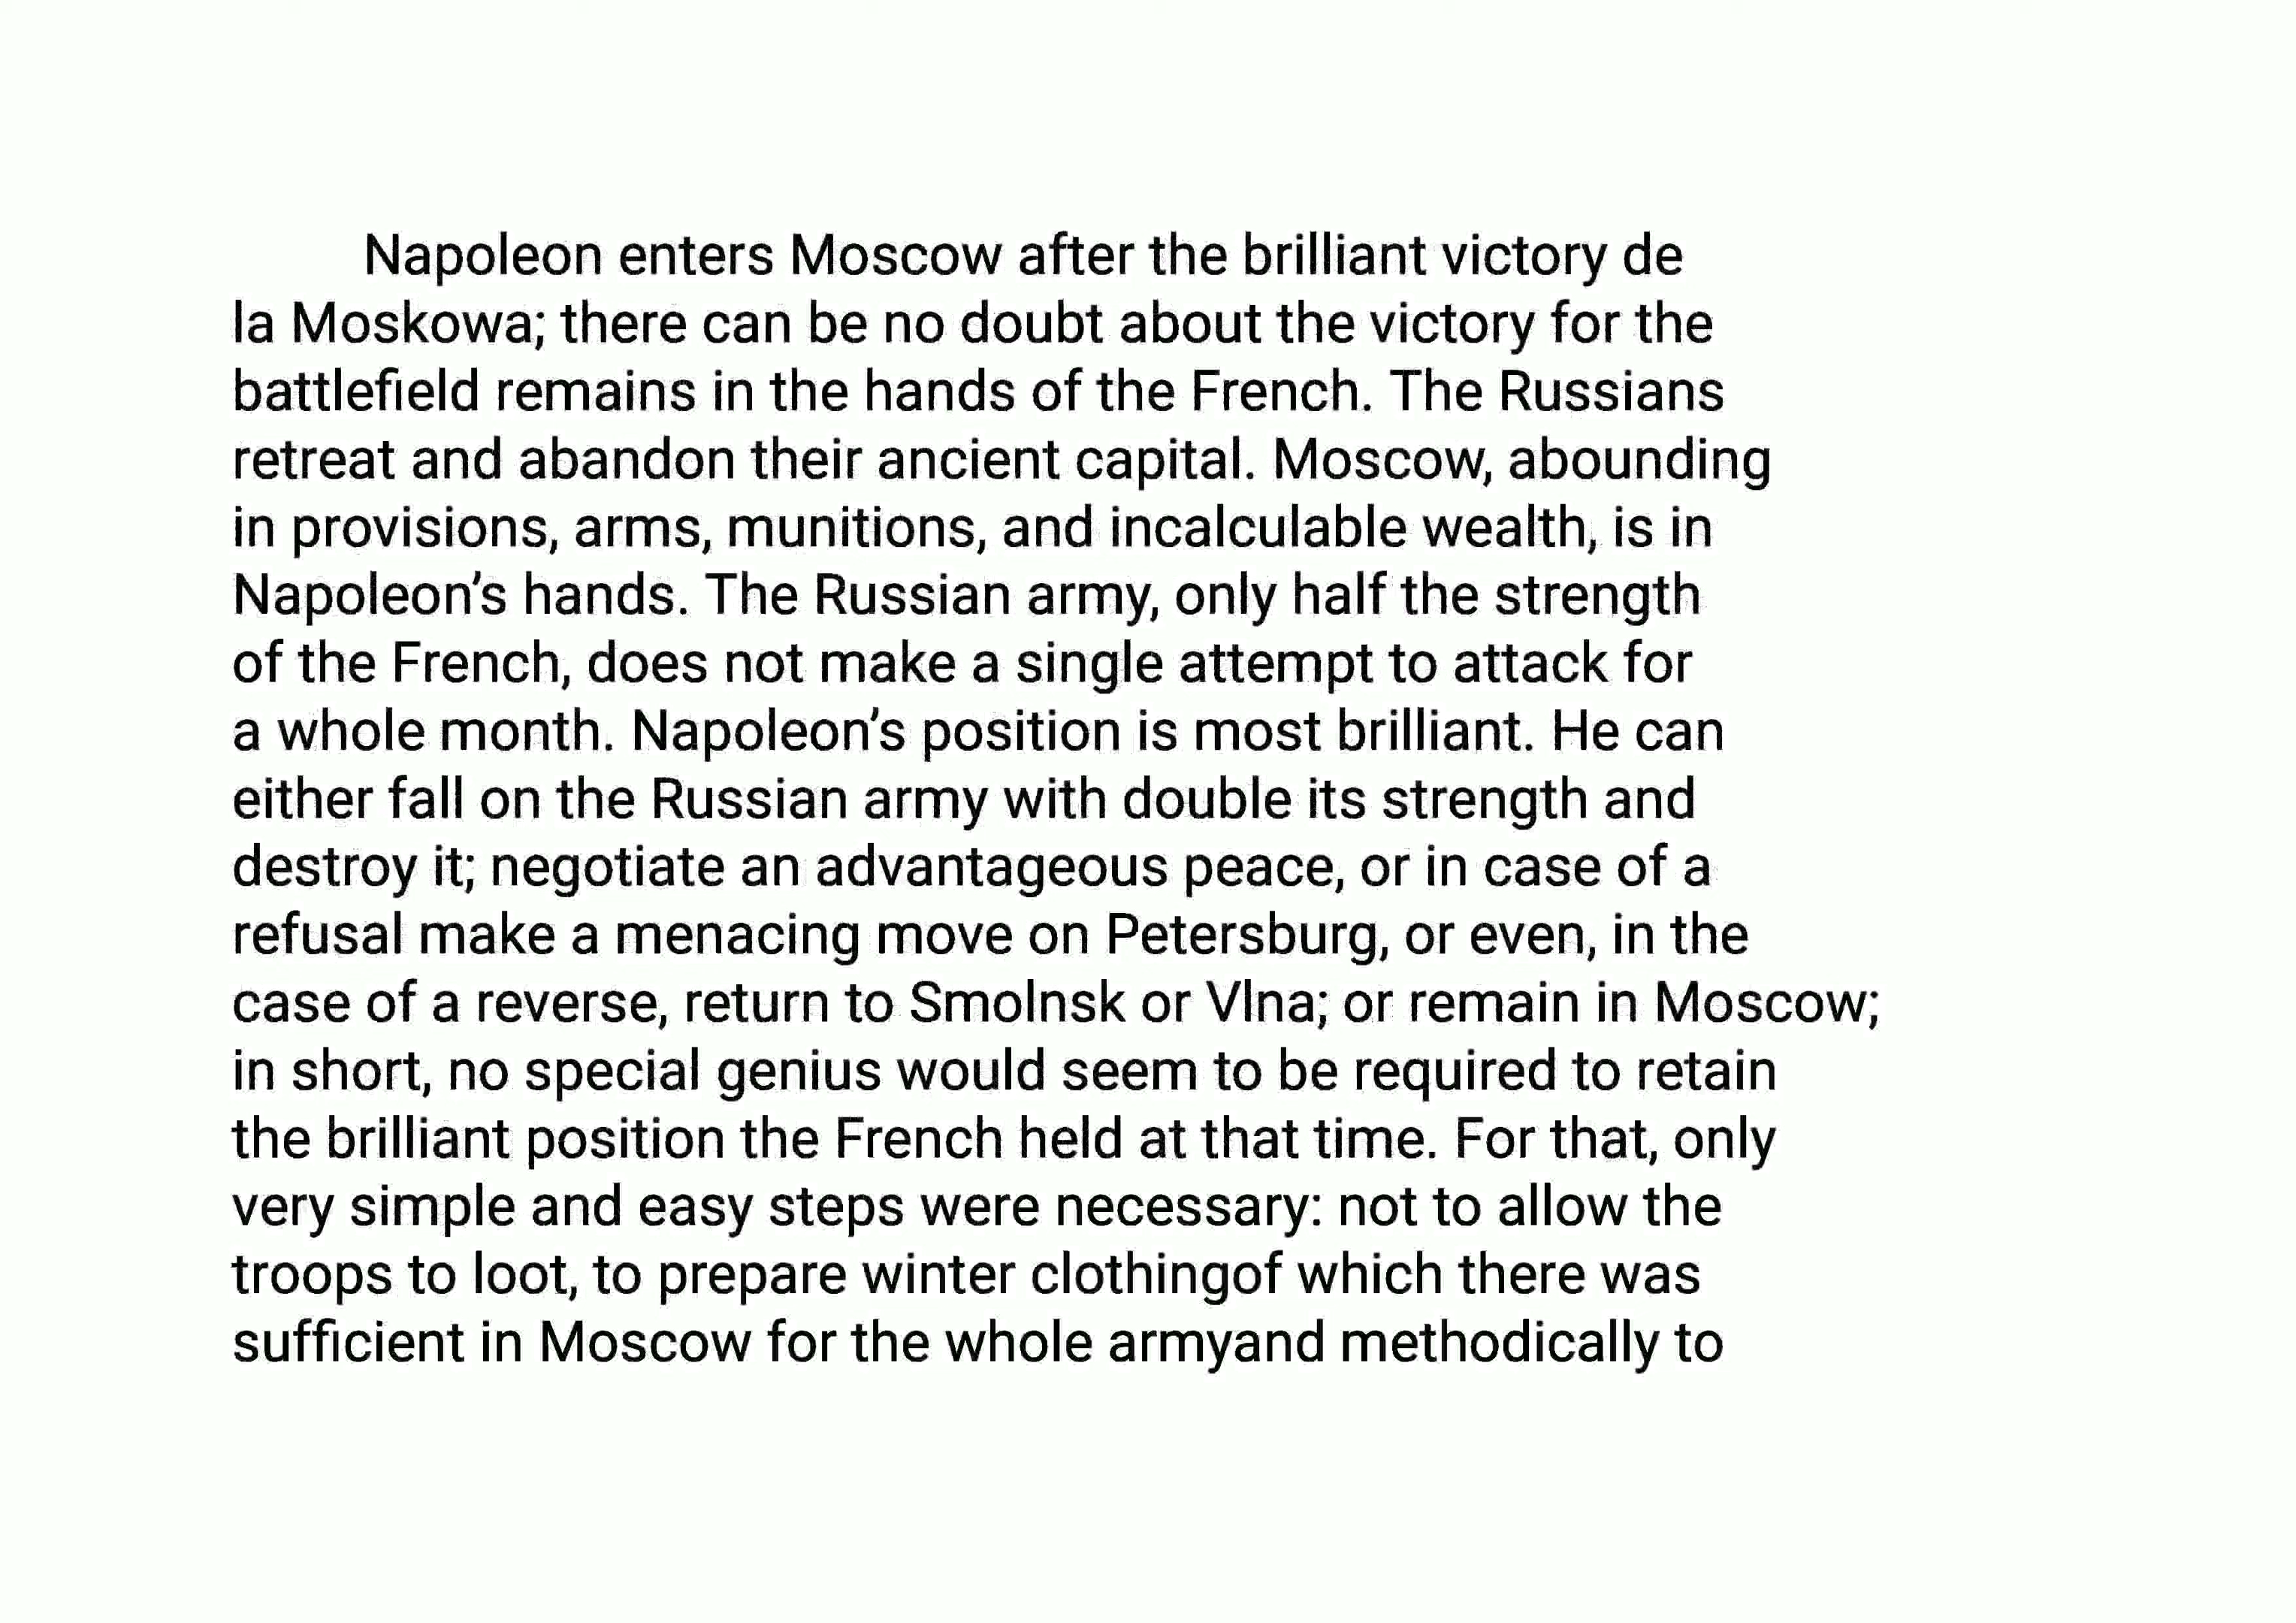 Napoleon enters Moscow after the brilliant victory de
la Moskowa; there can be no doubt about the victory for the
battlefield remains in the hands of the French. The Russians
retreat and abandon their ancient capital. Moscow, abounding
in provisions, arms, munitions, and incalculable wealth, is in
Napoleon’s hands. The Russian army, only half the strength
of the French, does not make a single attempt to attack for
a whole month. Napoleon’s position is most brilliant. He can
either fall on the Russian army with double its strength and
destroy it; negotiate an advantageous peace, or in case of a
refusal make a menacing move on Petersburg, or even, in the
case of a reverse, return to Smolnsk or Vlna; or remain in Moscow;
in short, no special genius would seem to be required to retain
the brilliant position the French held at that time. For that, only
very simple and easy steps were necessary: not to allow the
troops to loot, to prepare winter clothingof which there was
sufficient in Moscow for the whole armyand methodically to